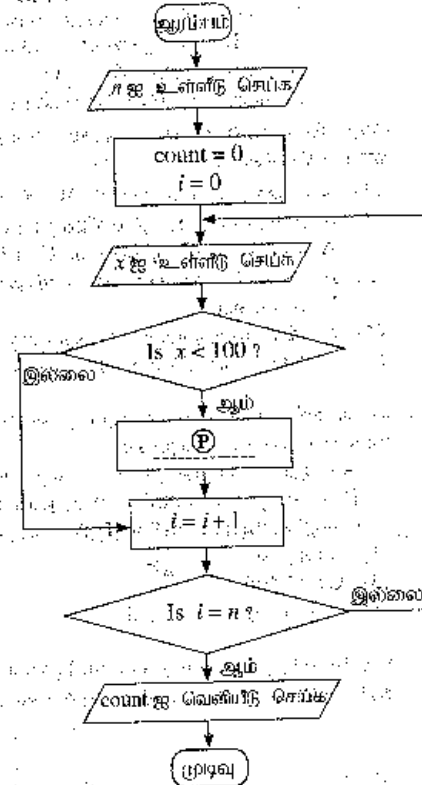 ஆரம்பம்
n ஐ உள்ளீடு செய்க
count = 0
i = 0
x ஐ உள்ளீடு செய்க
Is x < 100 ?
இல்லை
ஆம்
P
i = i + 1
Is i = n ?
இல்லை
ஆம்
count ஐ வெளியீடு செய்க
முடிவு